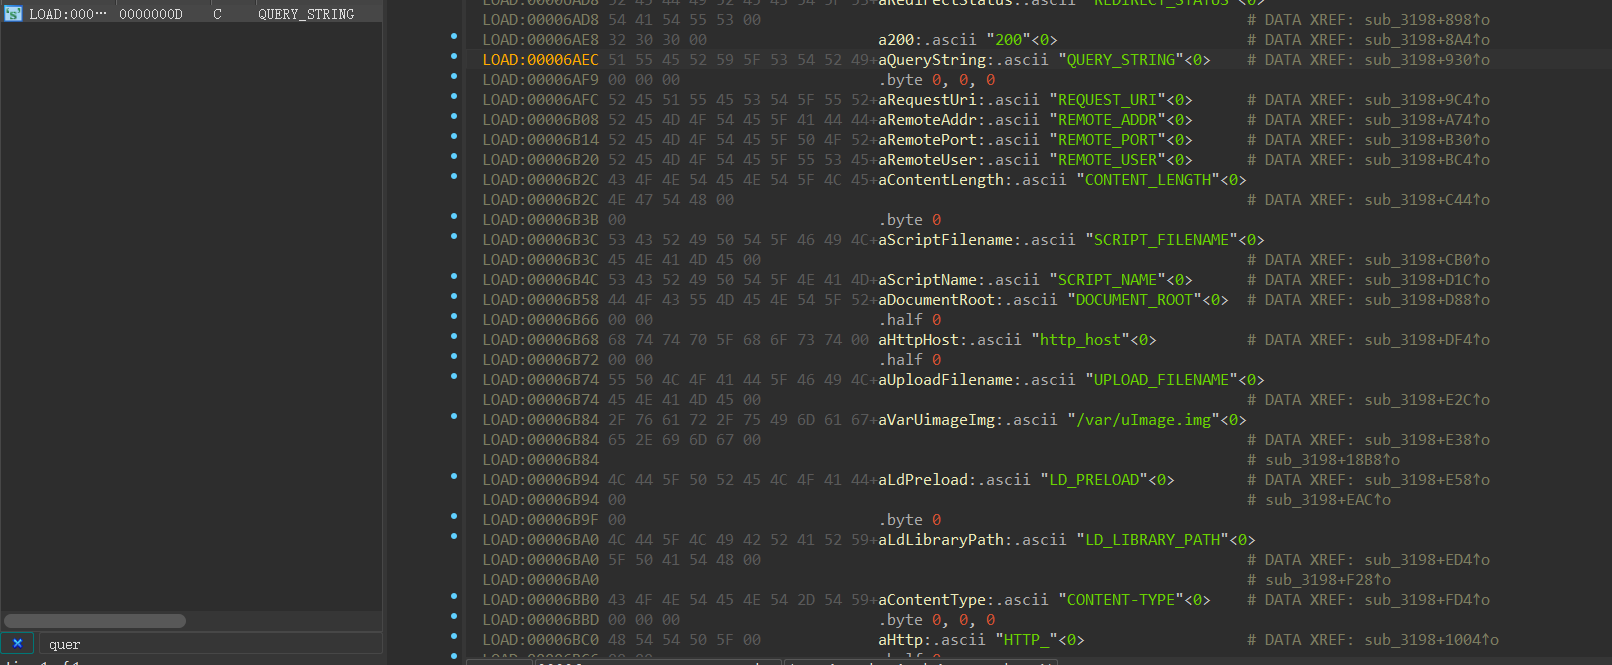 LOAD:000··· 0000000D C QUERY_STRING
quer
LOAD:00006AD8 54 41 54 55 53 00 # DATA XREF: sub_3198+898↑o
LOAD:00006AE8 32 30 30 00 a200:.ascii "200"<0> # DATA XREF: sub_3198+8A4↑o
LOAD:00006AEC 51 55 45 52 59 5F 53 54 52 49+aQueryString:.ascii "QUERY_STRING"<0> # DATA XREF: sub_3198+930↑o
LOAD:00006AF9 00 00 00 .byte 0, 0, 0
LOAD:00006AFC 52 45 51 55 45 53 54 5F 55 52+aRequestUri:.ascii "REQUEST_URI"<0> # DATA XREF: sub_3198+9C4↑o
LOAD:00006B08 52 45 4D 4F 54 45 5F 41 44 44+aRemoteAddr:.ascii "REMOTE_ADDR"<0> # DATA XREF: sub_3198+A74↑o
LOAD:00006B14 52 45 4D 4F 54 45 5F 50 4F 52+aRemotePort:.ascii "REMOTE_PORT"<0> # DATA XREF: sub_3198+B30↑o
LOAD:00006B20 52 45 4D 4F 54 45 5F 55 53 45+aRemoteUser:.ascii "REMOTE_USER"<0> # DATA XREF: sub_3198+BC4↑o
LOAD:00006B2C 43 4F 4E 54 45 4E 54 5F 4C 45+aContentLength:.ascii "CONTENT_LENGTH"<0>
LOAD:00006B2C 4E 47 54 48 00 # DATA XREF: sub_3198+C44↑o
LOAD:00006B3B 00 .byte 0
LOAD:00006B3C 53 43 52 49 50 54 5F 46 49 4C+aScriptFilename:.ascii "SCRIPT_FILENAME"<0>
LOAD:00006B3C 45 4E 41 4D 45 00 # DATA XREF: sub_3198+CB0↑o
LOAD:00006B4C 53 43 52 49 50 54 5F 4E 41 4D+aScriptName:.ascii "SCRIPT_NAME"<0> # DATA XREF: sub_3198+D1C↑o
LOAD:00006B58 44 4F 43 55 4D 45 4E 54 5F 52+aDocumentRoot:.ascii "DOCUMENT_ROOT"<0> # DATA XREF: sub_3198+D88↑o
LOAD:00006B66 00 00 .half 0
LOAD:00006B68 68 74 74 70 5F 68 6F 73 74 00 aHttpHost:.ascii "http_host"<0> # DATA XREF: sub_3198+DF4↑o
LOAD:00006B72 00 00 .half 0
LOAD:00006B74 55 50 4C 4F 41 44 5F 46 49 4C+aUploadFilename:.ascii "UPLOAD_FILENAME"<0>
LOAD:00006B74 45 4E 41 4D 45 00 # DATA XREF: sub_3198+E2C↑o
LOAD:00006B84 2F 76 61 72 2F 75 49 6D 61 67+aVarUimageImg:.ascii "/var/uImage.img"<0>
LOAD:00006B84 65 2E 69 6D 67 00 # DATA XREF: sub_3198+E38↑o
LOAD:00006B84 # sub_3198+18B8↑o
LOAD:00006B94 4C 44 5F 50 52 45 4C 4F 41 44+aLdPreload:.ascii "LD_PRELOAD"<0> # DATA XREF: sub_3198+E58↑o
LOAD:00006B94 00 # sub_3198+EAC↑o
LOAD:00006B9F 00 .byte 0
LOAD:00006BA0 4C 44 5F 4C 49 42 52 41 52 59+aLdLibraryPath:.ascii "LD_LIBRARY_PATH"<0>
LOAD:00006BA0 5F 50 41 54 48 00 # DATA XREF: sub_3198+ED4↑o
LOAD:00006BA0 # sub_3198+F28↑o
LOAD:00006BB0 43 4F 4E 54 45 4E 54 2D 54 59+aContentType:.ascii "CONTENT-TYPE"<0> # DATA XREF: sub_3198+FD4↑o
LOAD:00006BBD 00 00 00 .byte 0, 0, 0
LOAD:00006BC0 48 54 54 50 5F 00 aHttp:.ascii "HTTP_"<0> # DATA XREF: sub_3198+1004↑o